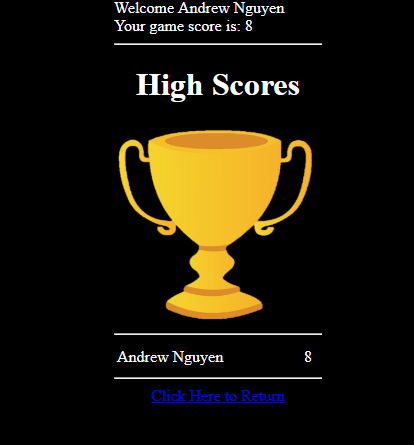 Welcome Andrew Nguyen
Your game score is: 8
High Scores
Andrew Nguyen 8
Click Here to Return